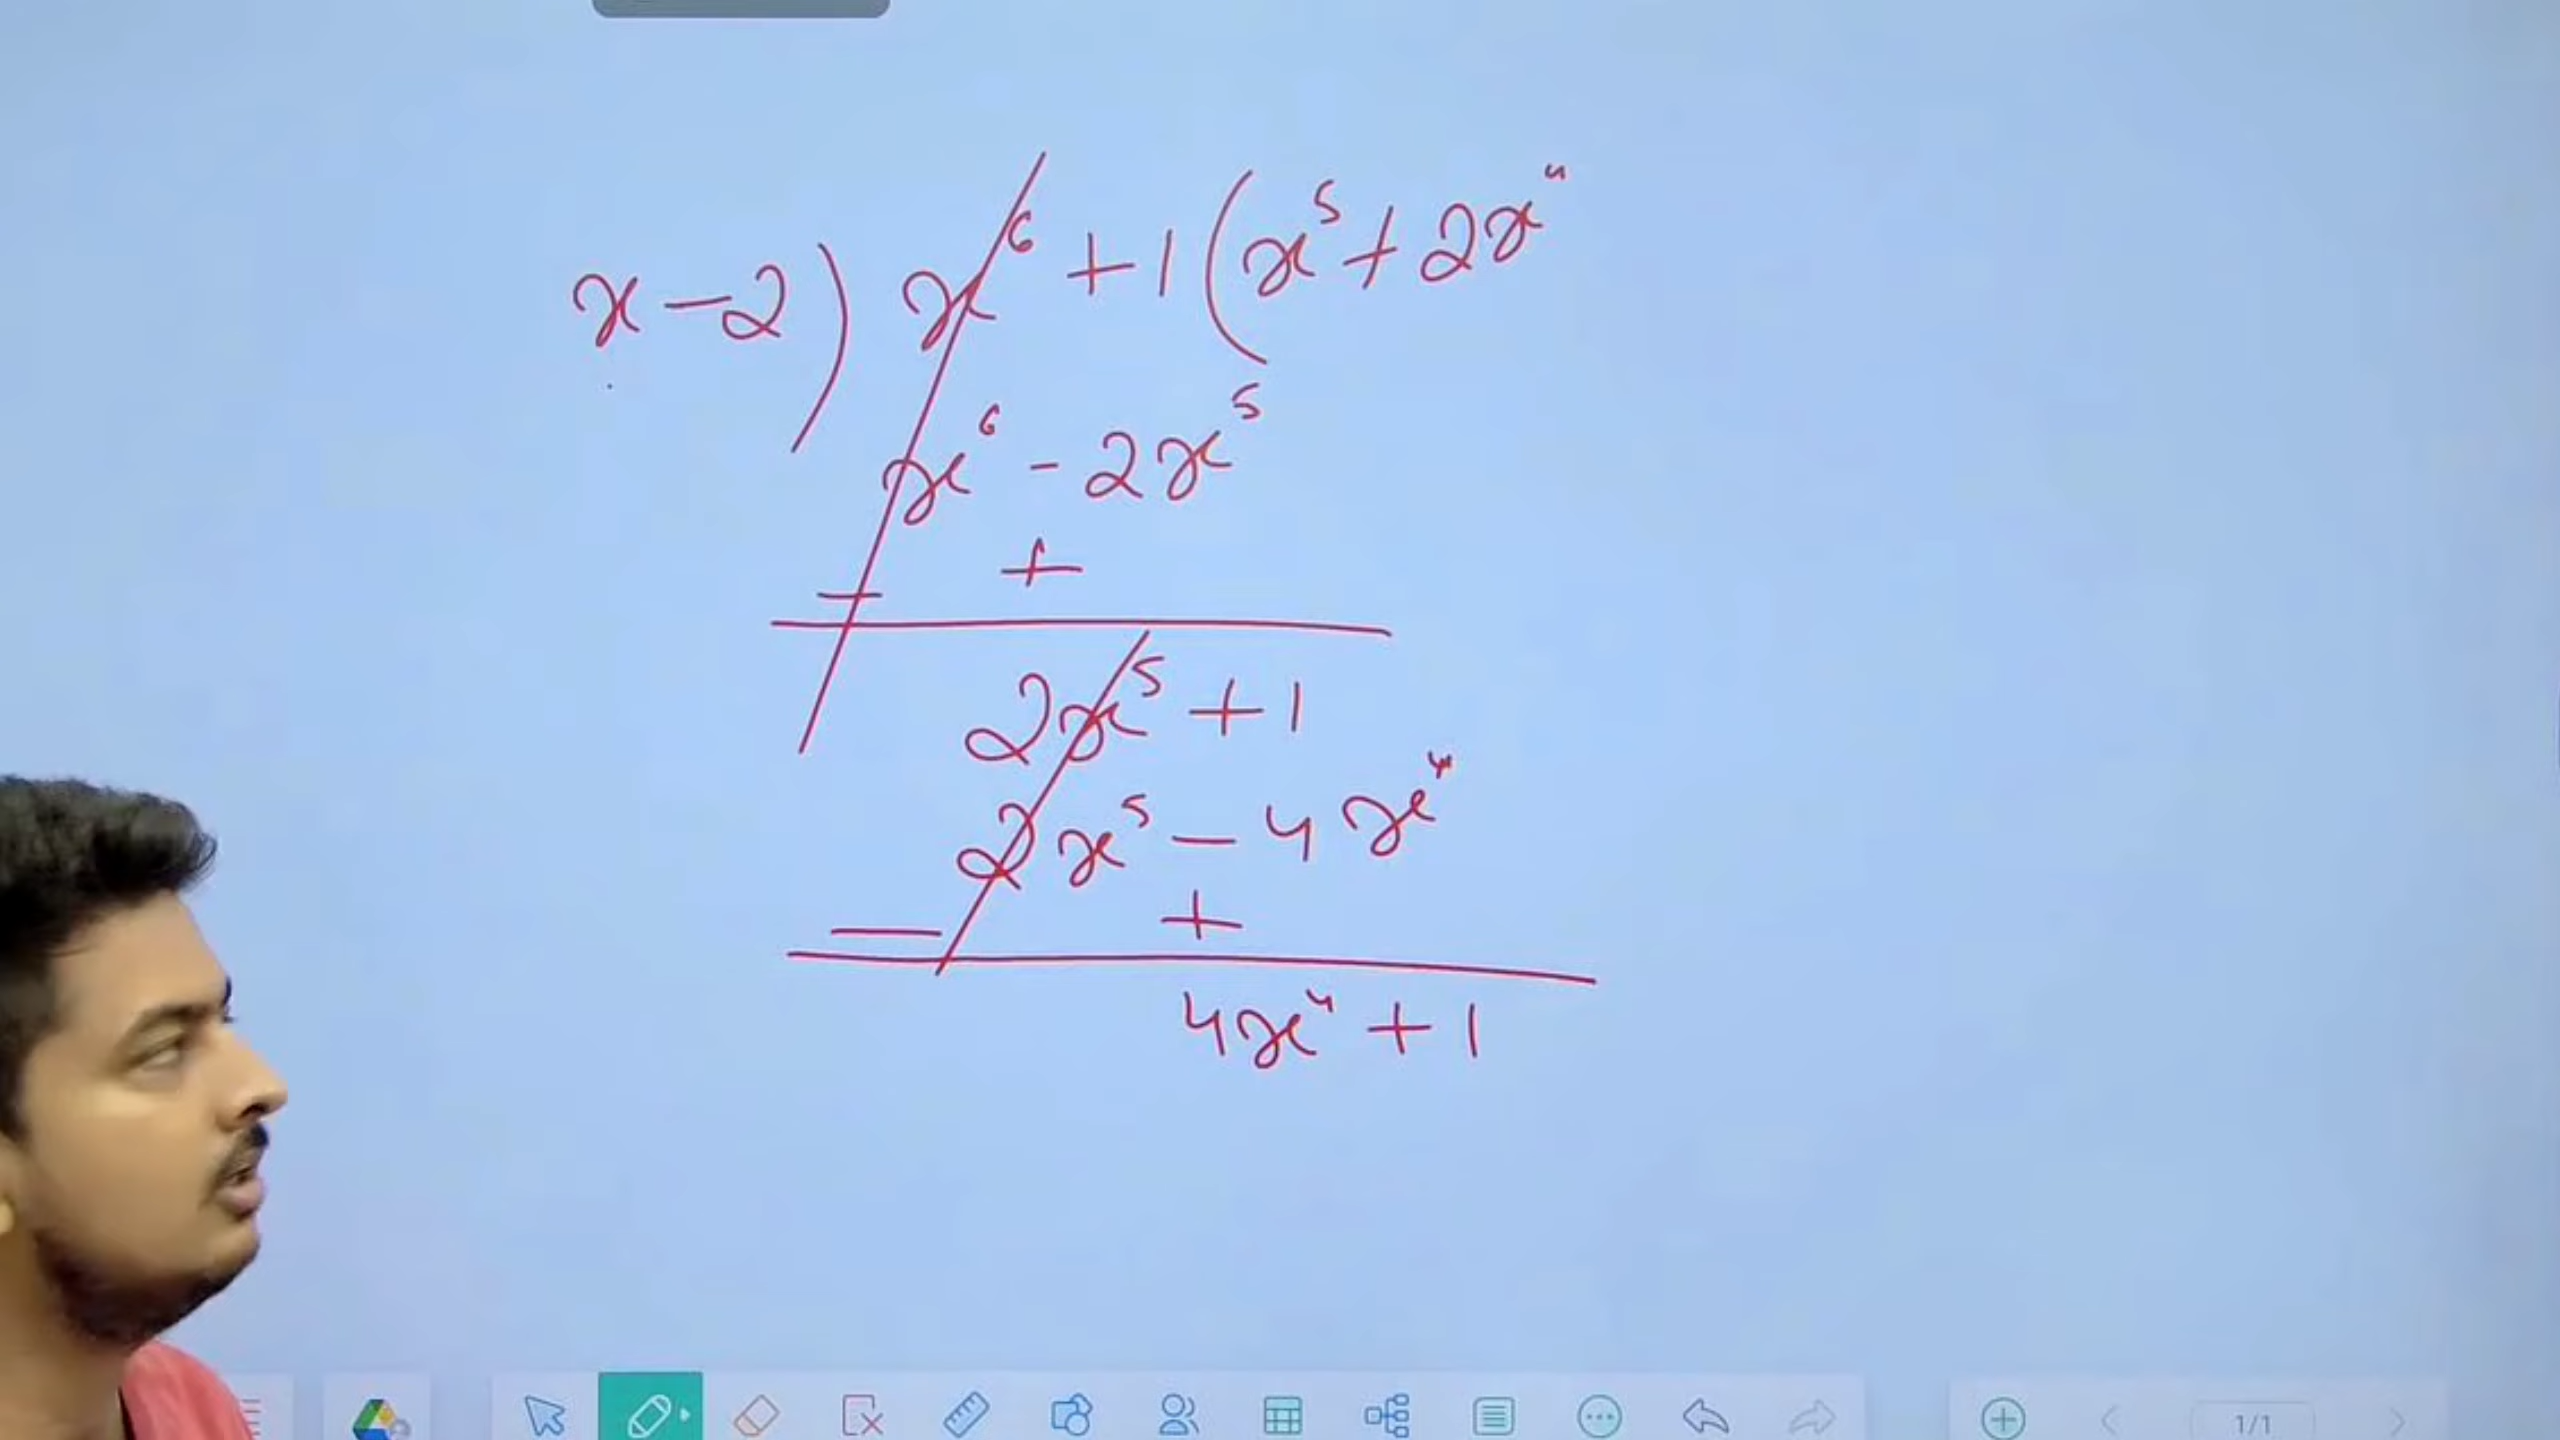 x - 2 ) x⁶ + 1 ( x⁵ + 2x⁴
x⁶ - 2x⁵
- +
2x⁵ + 1
2x⁵ - 4x⁴
- +
4x⁴ + 1
1/1